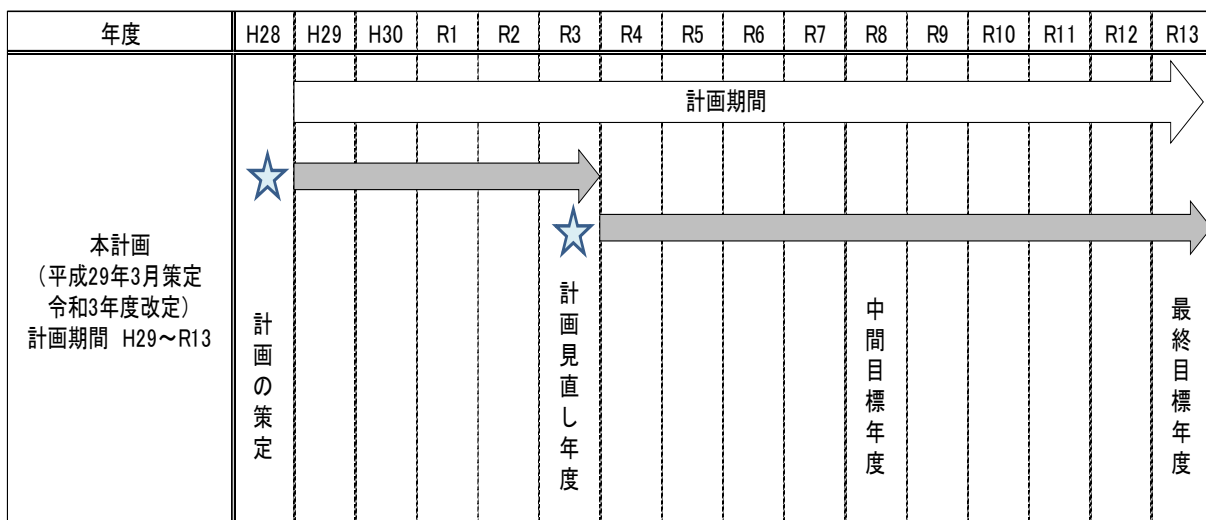 年度 H28 H29 H30 R1 R2 R3 R4 R5 R6 R7 R8 R9 R10 R11 R12 R13
計画期間
本計画
（平成29年3月策定
令和3年度改定）
計画期間 H29～R13
計画の策定
計画見直し年度
中間目標年度
最終目標年度